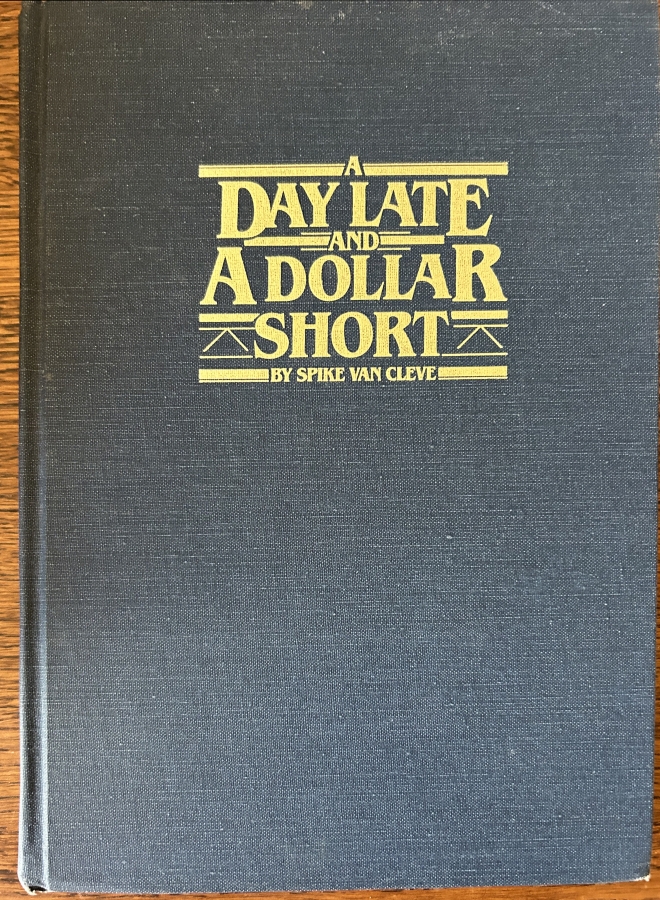 A
DAY LATE
AND
A DOLLAR
SHORT
BY SPIKE VAN CLEVE